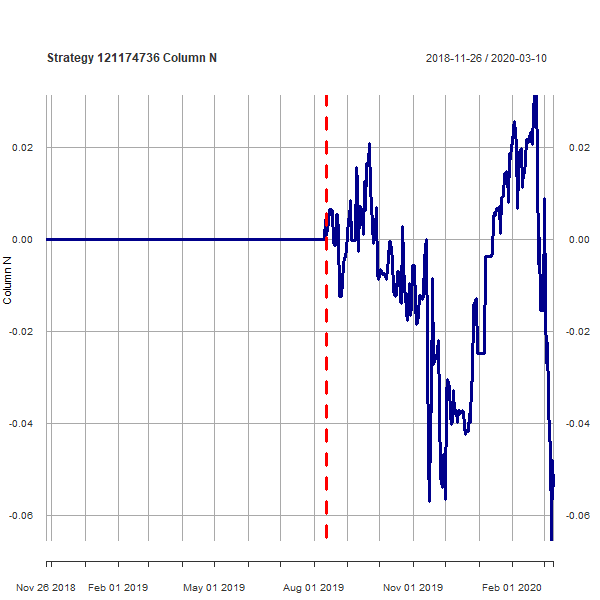 Strategy 121174736 Column N
2018-11-26 / 2020-03-10
0.02
0.02
0.00
0.00
Column N
-0.02
-0.02
-0.04
-0.04
-0.06
-0.06
Nov 26 2018
Feb 01 2019
May 01 2019
Aug 01 2019
Nov 01 2019
Feb 01 2020